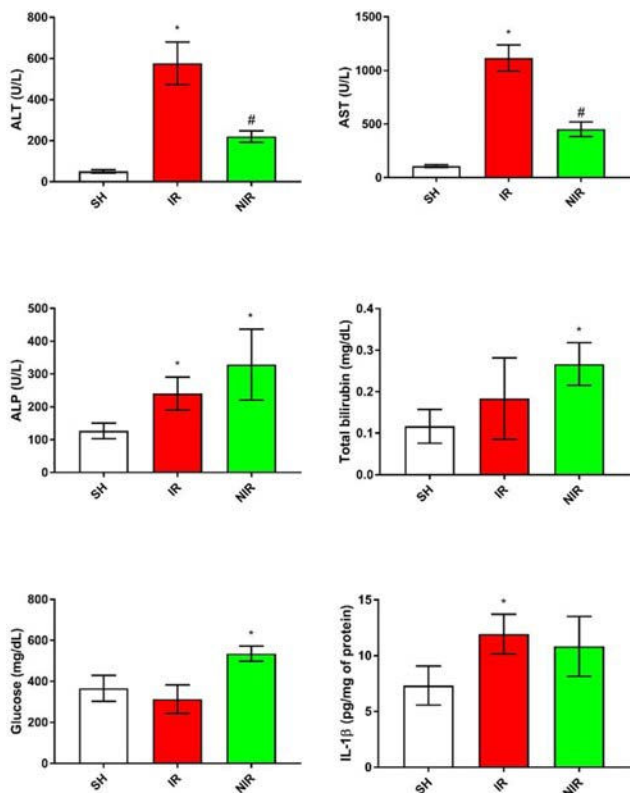 ALT (U/L)
800
600
400
200
0
*
#
SH
IR
NIR
AST (U/L)
1500
1000
500
0
*
#
SH
IR
NIR
ALP (U/L)
500
400
300
200
100
0
*
*
SH
IR
NIR
Total bilirubin (mg/dL)
0.4
0.3
0.2
0.1
0.0
*
SH
IR
NIR
Glucose (mg/dL)
800
600
400
200
0
*
SH
IR
NIR
IL-1β (pg/mg of protein)
15
10
5
0
*
SH
IR
NIR